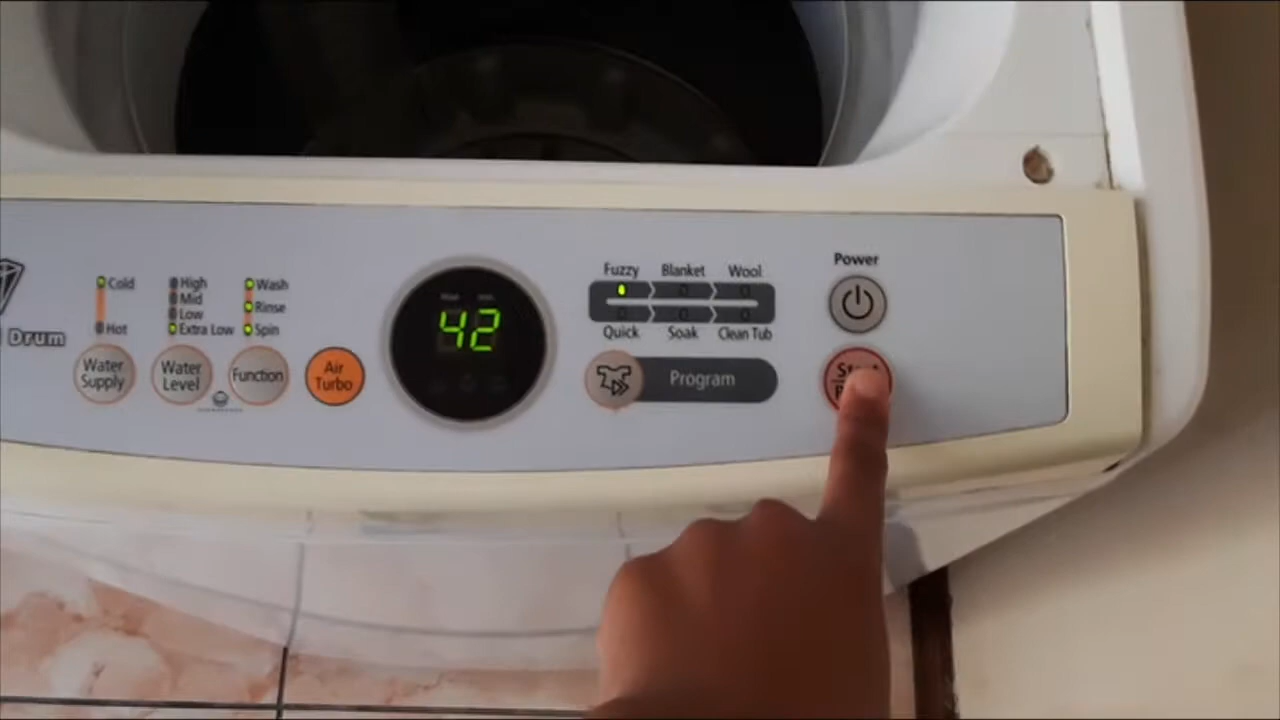 Drum
Cold
Hot
Water
Supply
High
Mid
Low
Extra Low
Water
Level
Wash
Rinse
Spin
Function
Air
Turbo
42
Fuzzy Blanket Wool
Quick Soak Clean Tub
Program
Power